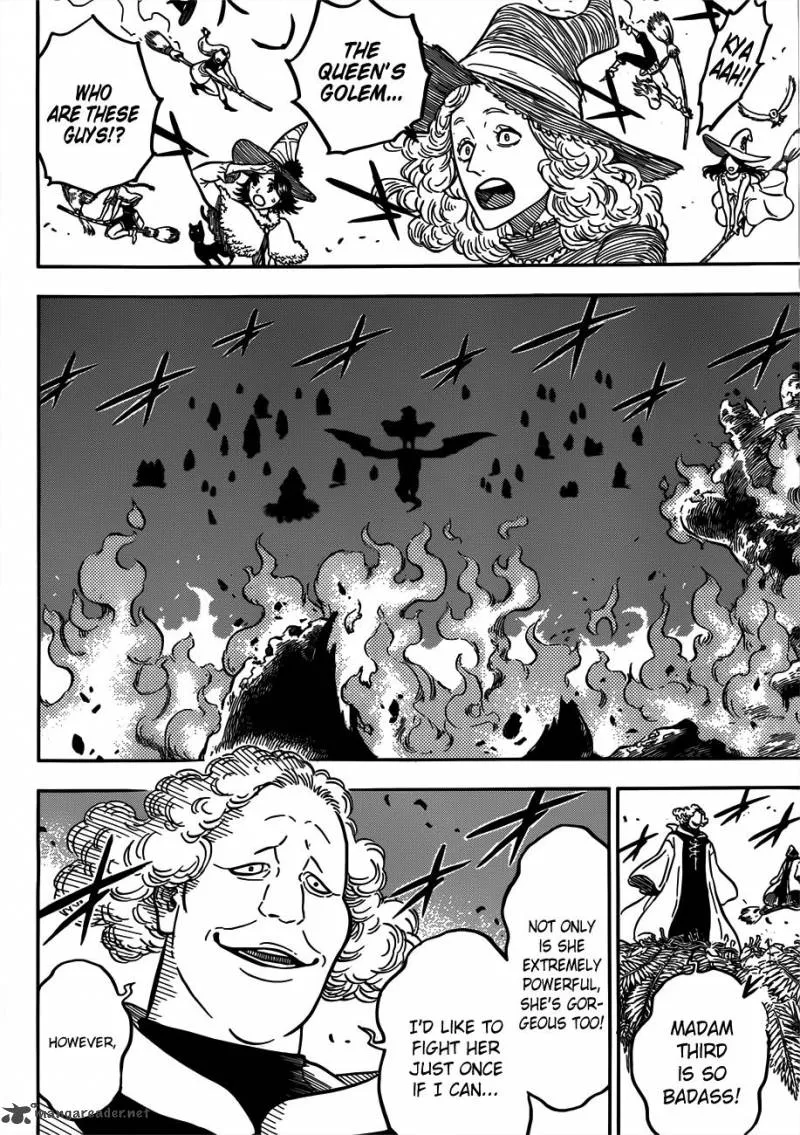 KYA
AAH!
THE
QUEEN'S
GOLEM...
WHO
ARE THESE
GUYS!?
MADAM
THIRD
IS SO
BADASS!
NOT ONLY
IS SHE
EXTREMELY
POWERFUL,
SHE'S GOR-
GEOUS TOO!
I'D LIKE TO
FIGHT HER
JUST ONCE
IF I CAN...
HOWEVER,
mangareader.net